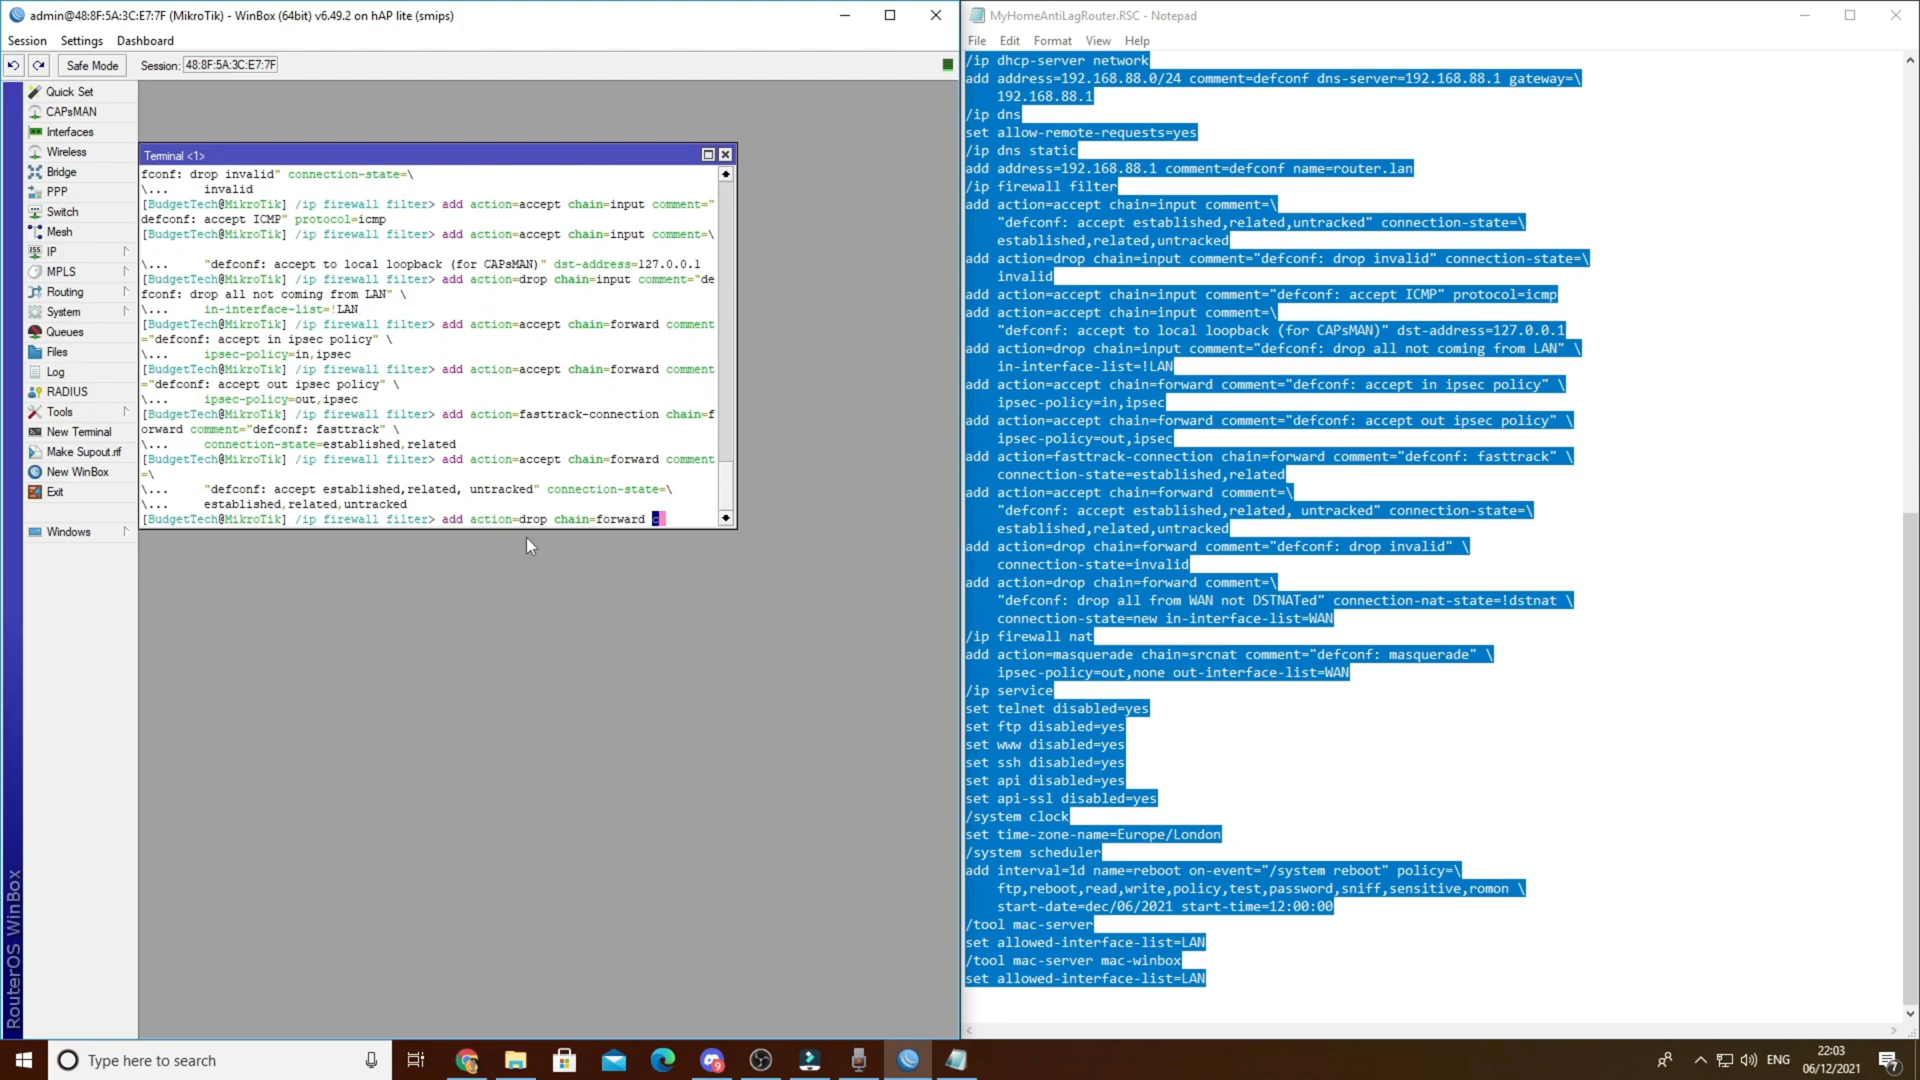 admin@48:8F:5A:3C:E7:7F (MikroTik) - WinBox (64bit) v6.49.2 on hAP lite (smips)
Session Settings Dashboard
Safe Mode Session: 48:8F:5A:3C:E7:7F
Quick Set
CAPsMAN
Interfaces
Wireless
Bridge
PPP
Switch
Mesh
IP
MPLS
Routing
System
Queues
Files
Log
RADIUS
Tools
New Terminal
Make Supout.rif
New WinBox
Exit
Windows
RouterOS WinBox
Terminal <1>
fconf: drop invalid" connection-state=\
\...     invalid
[BudgetTech@MikroTik] /ip firewall filter> add action=accept chain=input comment="
defconf: accept ICMP" protocol=icmp
[BudgetTech@MikroTik] /ip firewall filter> add action=accept chain=input comment=\
\...     "defconf: accept to local loopback (for CAPsMAN)" dst-address=127.0.0.1
[BudgetTech@MikroTik] /ip firewall filter> add action=drop chain=input comment="de
fconf: drop all not coming from LAN" \
\...     in-interface-list=!LAN
[BudgetTech@MikroTik] /ip firewall filter> add action=accept chain=forward comment
="defconf: accept in ipsec policy" \
\...     ipsec-policy=in,ipsec
[BudgetTech@MikroTik] /ip firewall filter> add action=accept chain=forward comment
="defconf: accept out ipsec policy" \
\...     ipsec-policy=out,ipsec
[BudgetTech@MikroTik] /ip firewall filter> add action=fasttrack-connection chain=f
orward comment="defconf: fasttrack" \
\...     connection-state=established,related
[BudgetTech@MikroTik] /ip firewall filter> add action=accept chain=forward comment
=\
\...     "defconf: accept established,related, untracked" connection-state=\
\...     established,related,untracked
[BudgetTech@MikroTik] /ip firewall filter> add action=drop chain=forward c
MyHomeAntiLagRouter.RSC - Notepad
File Edit Format View Help
/ip dhcp-server network
add address=192.168.88.0/24 comment=defconf dns-server=192.168.88.1 gateway=\
    192.168.88.1
/ip dns
set allow-remote-requests=yes
/ip dns static
add address=192.168.88.1 comment=defconf name=router.lan
/ip firewall filter
add action=accept chain=input comment=\
    "defconf: accept established,related,untracked" connection-state=\
    established,related,untracked
add action=drop chain=input comment="defconf: drop invalid" connection-state=\
    invalid
add action=accept chain=input comment="defconf: accept ICMP" protocol=icmp
add action=accept chain=input comment=\
    "defconf: accept to local loopback (for CAPsMAN)" dst-address=127.0.0.1
add action=drop chain=input comment="defconf: drop all not coming from LAN" \
    in-interface-list=!LAN
add action=accept chain=forward comment="defconf: accept in ipsec policy" \
    ipsec-policy=in,ipsec
add action=accept chain=forward comment="defconf: accept out ipsec policy" \
    ipsec-policy=out,ipsec
add action=fasttrack-connection chain=forward comment="defconf: fasttrack" \
    connection-state=established,related
add action=accept chain=forward comment=\
    "defconf: accept established,related, untracked" connection-state=\
    established,related,untracked
add action=drop chain=forward comment="defconf: drop invalid" \
    connection-state=invalid
add action=drop chain=forward comment=\
    "defconf: drop all from WAN not DSTNATed" connection-nat-state=!dstnat \
    connection-state=new in-interface-list=WAN
/ip firewall nat
add action=masquerade chain=srcnat comment="defconf: masquerade" \
    ipsec-policy=out,none out-interface-list=WAN
/ip service
set telnet disabled=yes
set ftp disabled=yes
set www disabled=yes
set ssh disabled=yes
set api disabled=yes
set api-ssl disabled=yes
/system clock
set time-zone-name=Europe/London
/system scheduler
add interval=1d name=reboot on-event="/system reboot" policy=\
    ftp,reboot,read,write,policy,test,password,sniff,sensitive,romon \
    start-date=dec/06/2021 start-time=12:00:00
/tool mac-server
set allowed-interface-list=LAN
/tool mac-server mac-winbox
set allowed-interface-list=LAN
Type here to search
9
ENG
22:03
06/12/2021
7